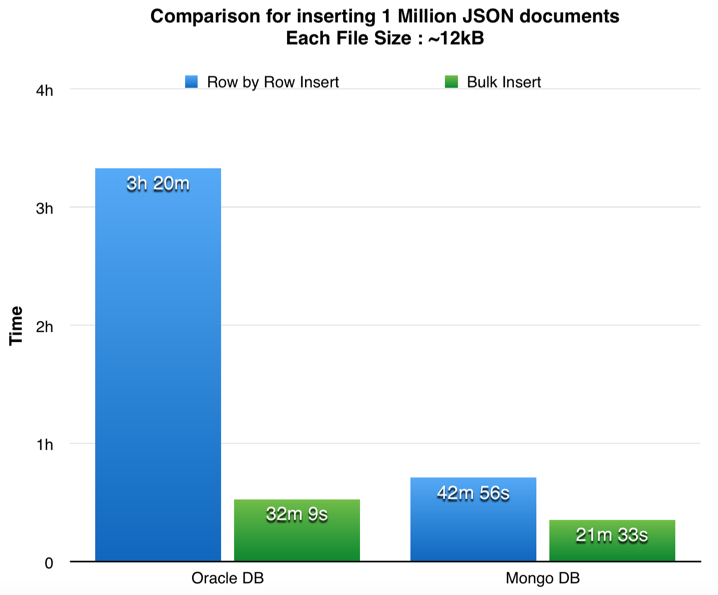 Comparison for inserting 1 Million JSON documents
Each File Size : ~12kB
Row by Row Insert
Bulk Insert
4h
3h 20m
3h
Time
2h
1h
42m 56s
32m 9s
21m 33s
0
Oracle DB
Mongo DB